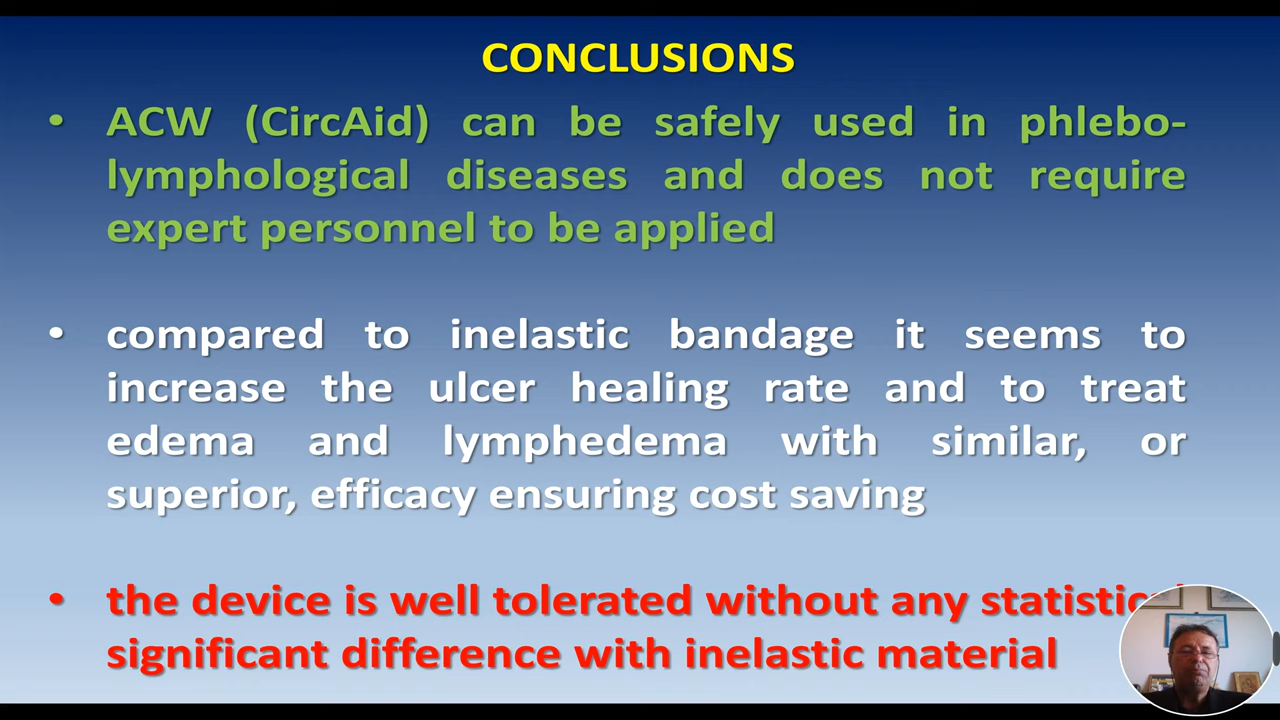 CONCLUSIONS
• ACW (CircAid) can be safely used in phlebo-
lymphological diseases and does not require
expert personnel to be applied
• compared to inelastic bandage it seems to
increase the ulcer healing rate and to treat
edema and lymphedema with similar, or
superior, efficacy ensuring cost saving
• the device is well tolerated without any
significant difference with inelastic material